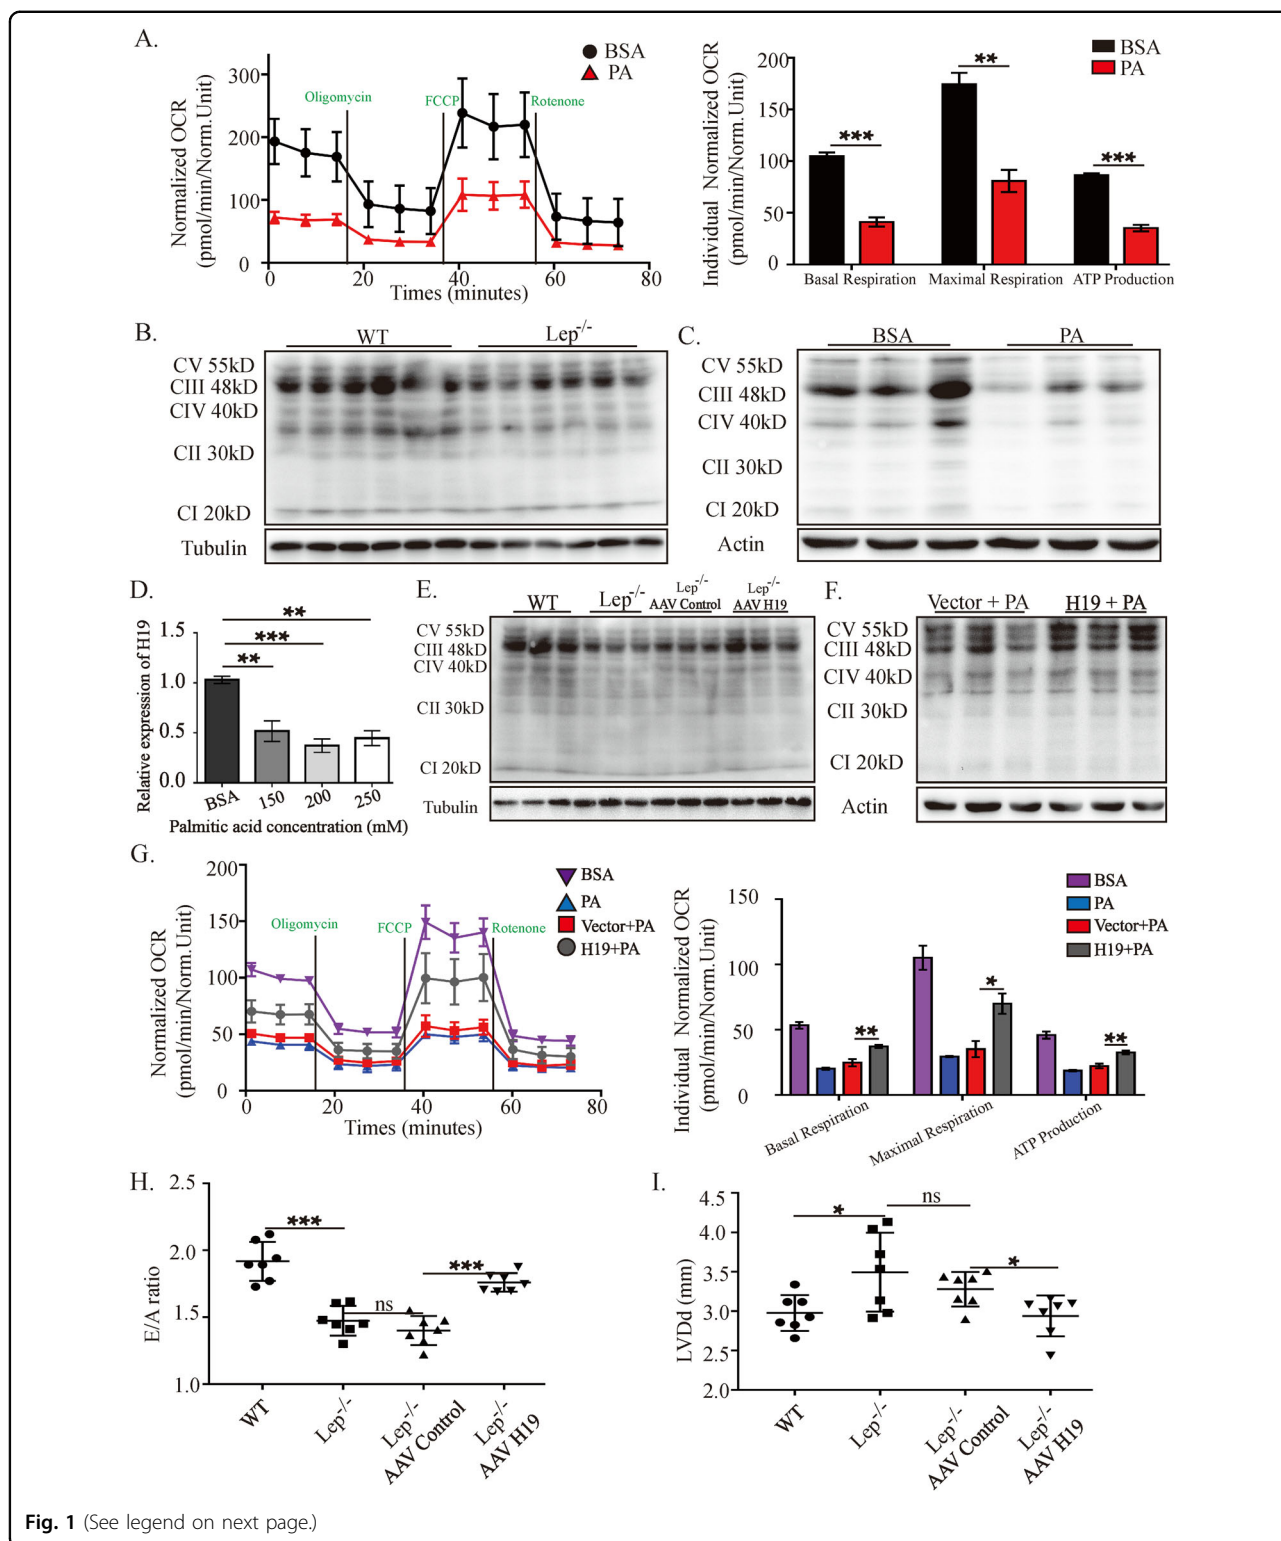 A.
Normalized OCR
(pmol/min/Norm.Unit)
300
200
100
0
0
20
40
60
80
Times (minutes)
Oligomycin
FCCP
Rotenone
BSA
PA
Individual Normalized OCR
(pmol/min/Norm.Unit)
200
150
100
50
0
***
**
***
BSA
PA
Basal Respiration
Maximal Respiration
ATP Production
B.
WT
Lep-/-
CV 55kD
CIII 48kD
CIV 40kD
CII 30kD
CI 20kD
Tubulin
C.
BSA
PA
CV 55kD
CIII 48kD
CIV 40kD
CII 30kD
CI 20kD
Actin
D.
Relative expression of H19
1.5
1.0
0.5
0.0
**
***
**
BSA
150
200
250
Palmitic acid concentration (mM)
E.
WT
Lep-/-
Lep-/-
AAV Control
Lep-/-
AAV H19
CV 55kD
CIII 48kD
CIV 40kD
CII 30kD
CI 20kD
Tubulin
F.
Vector + PA
H19 + PA
CV 55kD
CIII 48kD
CIV 40kD
CII 30kD
CI 20kD
Actin
G.
Normalized OCR
(pmol/min/Norm.Unit)
200
150
100
50
0
0
20
40
60
80
Times (minutes)
Oligomycin
FCCP
Rotenone
BSA
PA
Vector+PA
H19+PA
Individual Normalized OCR
(pmol/min/Norm.Unit)
150
100
50
0
**
*
**
BSA
PA
Vector+PA
H19+PA
Basal Respiration
Maximal Respiration
ATP Production
H.
E/A ratio
2.5
2.0
1.5
1.0
***
ns
***
WT
Lep-/-
Lep-/-
AAV Control
Lep-/-
AAV H19
I.
LVDd (mm)
4.5
4.0
3.5
3.0
2.5
2.0
*
ns
*
WT
Lep-/-
Lep-/-
AAV Control
Lep-/-
AAV H19
Fig. 1 (See legend on next page.)